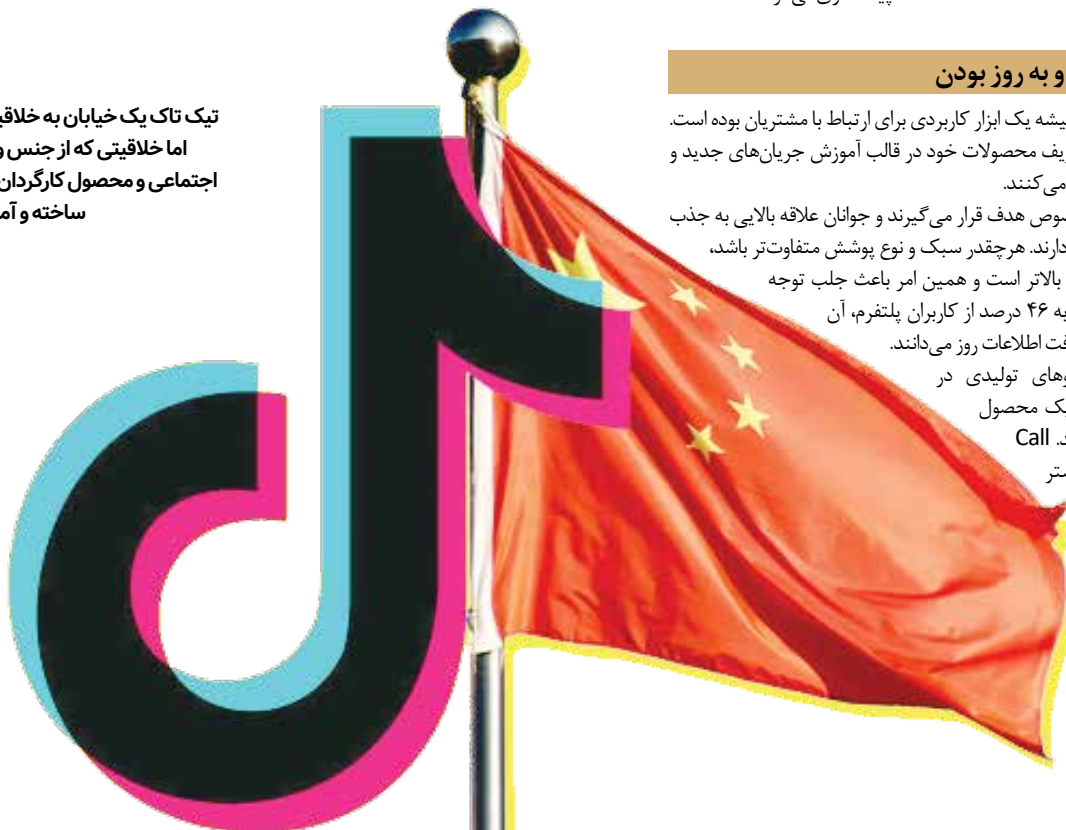 و به روز بودن
یشه یک ابزار کاربردی برای ارتباط با مشتریان بوده است.
یف محصولات خود در قالب آموزش جریان‌های جدید و
می‌کنند.
صوص هدف قرار می‌گیرند و جوانان علاقه بالایی به جذب
دارند. هرچقدر سبک و نوع پوشش متفاوت‌تر باشد،
بالاتر است و همین امر باعث جلب توجه
به ۴۶ درصد از کاربران پلتفرم، آن
فت اطلاعات روز می‌دانند.
وهای تولیدی در
یک محصول
د. Call
ستر
تیک تاک یک خیابان به خلاقی
اما خلاقیتی که از جنس و
اجتماعی و محصول کارگردان
ساخته و آم